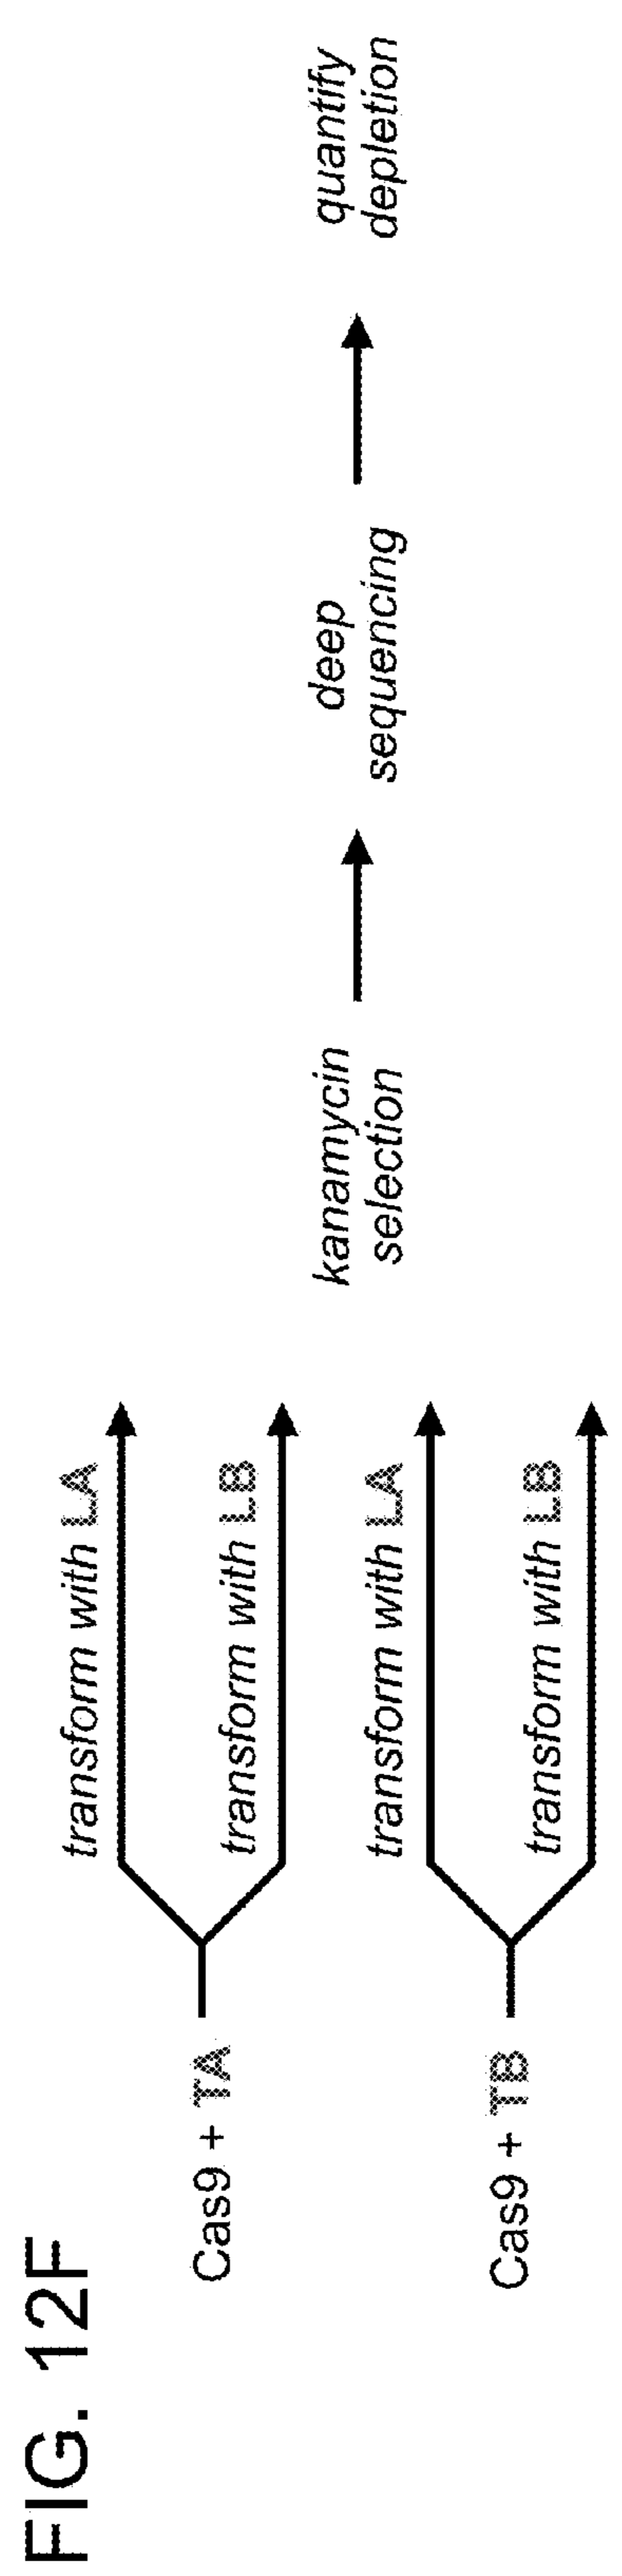 FIG. 12F
Cas9 + TA
transform with LA
transform with LB
Cas9 + TB
transform with LA
transform with LB
kanamycin
selection
deep
sequencing
quantify
depletion